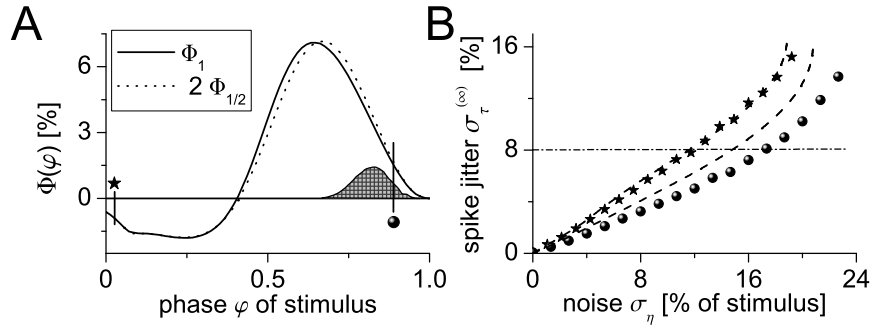 A
B
Φ(φ) [%]
6
3
0
Φ₁
2 Φ₁/₂
0
0.5
1.0
phase φ of stimulus
spike jitter σ_τ^(∞) [%]
16
8
0
0
8
16
24
noise σ_η [% of stimulus]